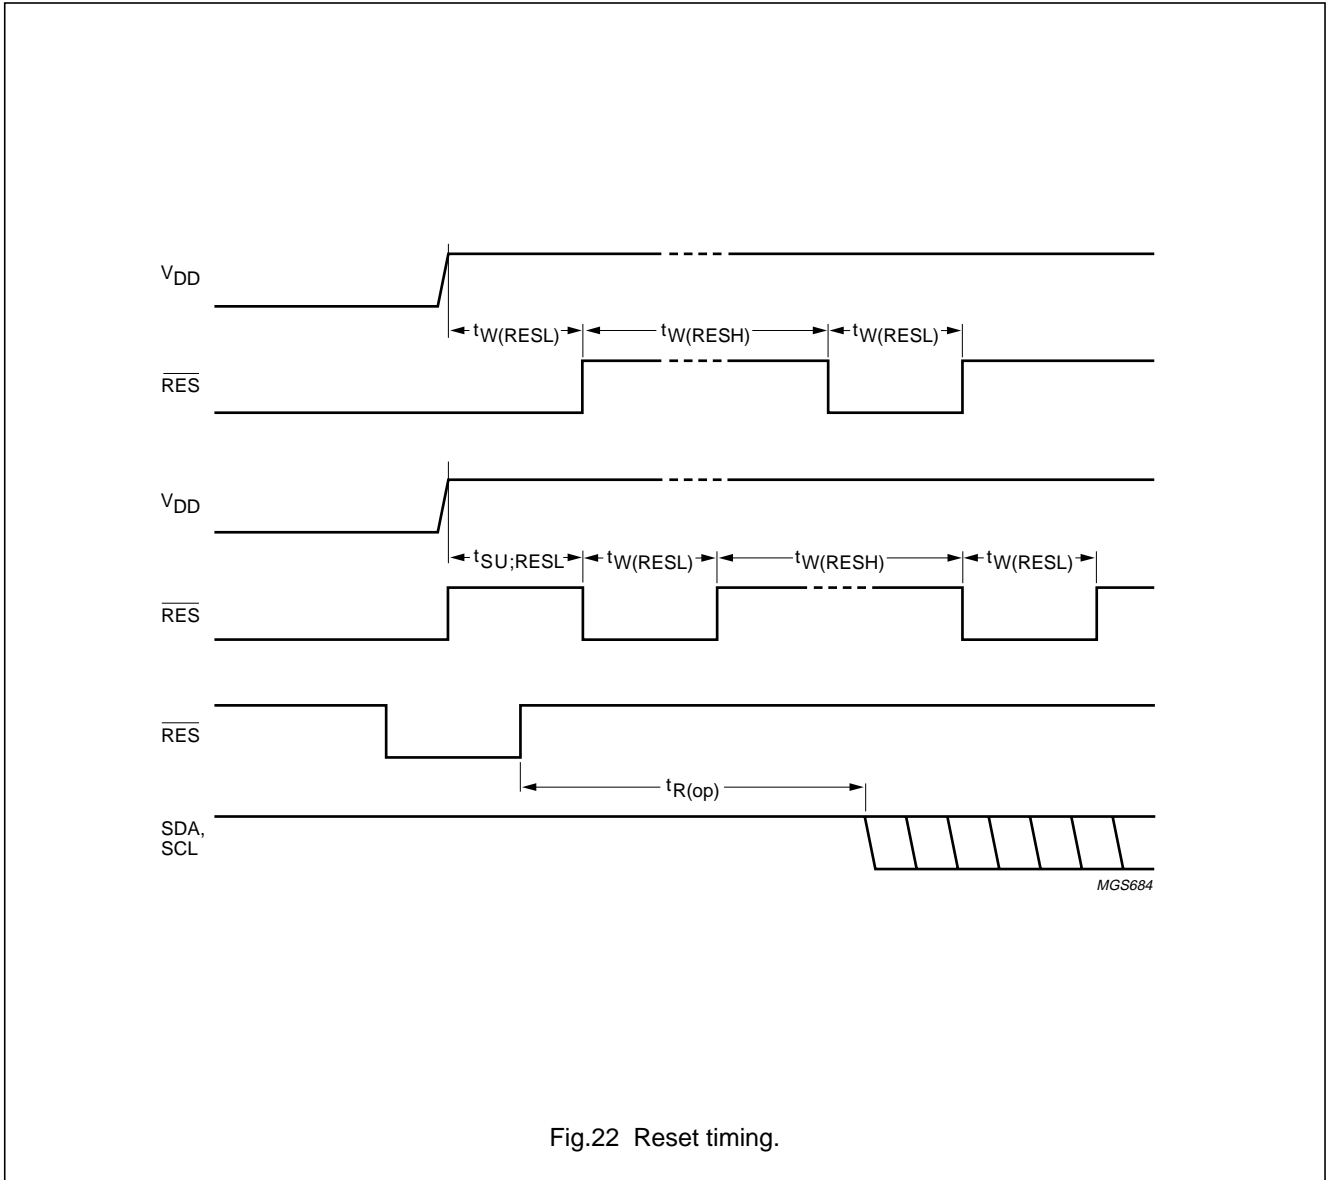 VDD
tW(RESL) tW(RESH) tW(RESL)
RES
VDD
tSU;RESL tW(RESL) tW(RESH) tW(RESL)
RES
RES
tR(op)
SDA,
SCL
MGS684
Fig.22 Reset timing.